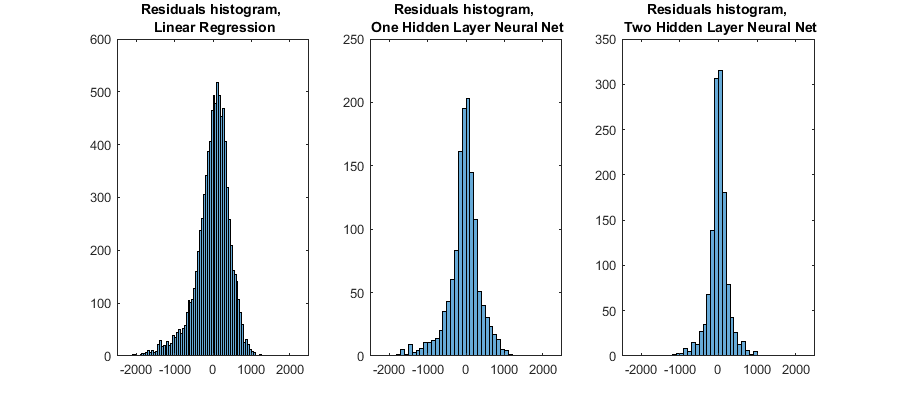 Residuals histogram,
Linear Regression
600
500
400
300
200
100
0
-2000 -1000 0 1000 2000
Residuals histogram,
One Hidden Layer Neural Net
250
200
150
100
50
0
-2000 -1000 0 1000 2000
Residuals histogram,
Two Hidden Layer Neural Net
350
300
250
200
150
100
50
0
-2000 -1000 0 1000 2000